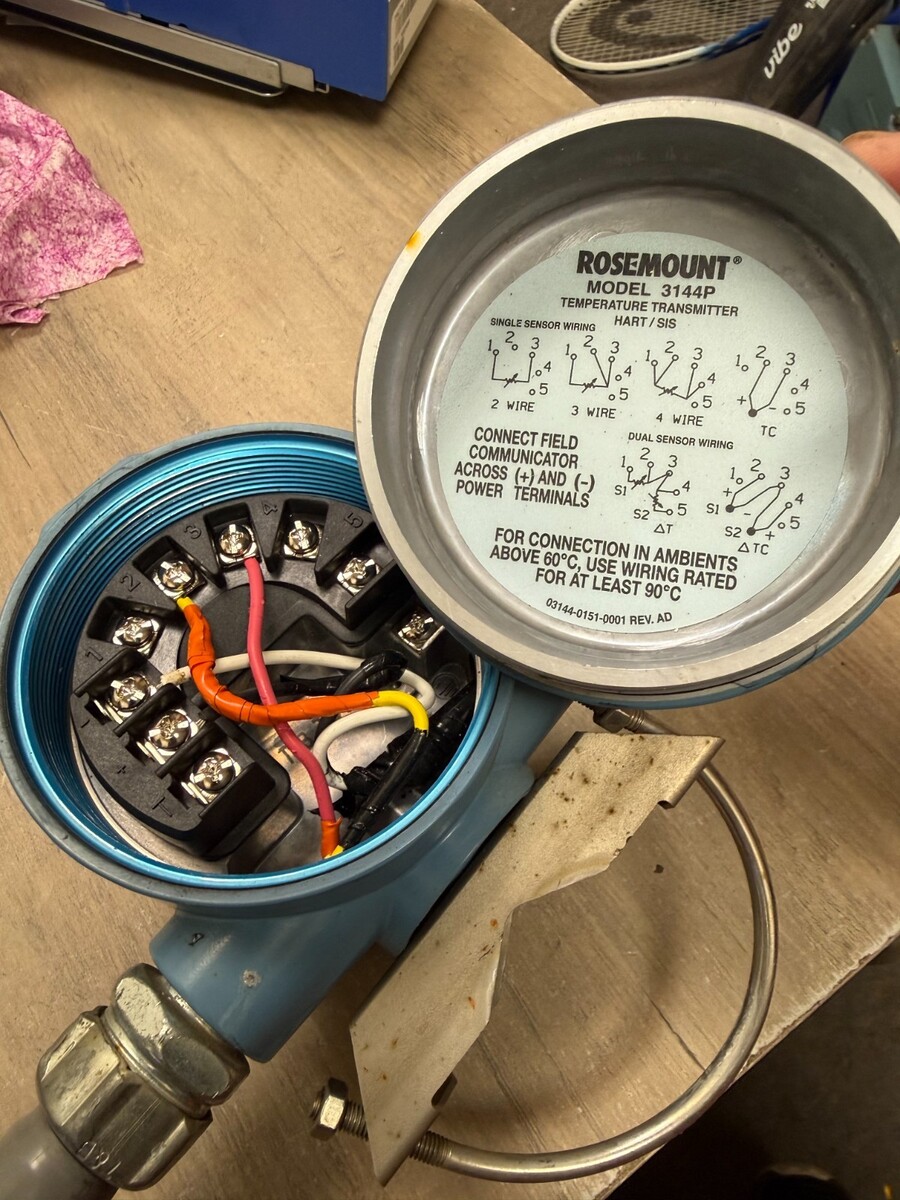 vibe
ROSEMOUNT®
MODEL 3144P
TEMPERATURE TRANSMITTER
HART / SIS
SINGLE SENSOR WIRING
1 2 3 4 5
2 WIRE
1 2 3 4 5
3 WIRE
1 2 3 4 5
4 WIRE
1 2 3 4 5
+ -
TC
CONNECT FIELD
COMMUNICATOR
ACROSS (+) AND (-)
POWER TERMINALS
DUAL SENSOR WIRING
1 2 3 4 5
S1
S2
ΔT
1 2 3 4 5
+ -
S1
S2 +
ΔTC
FOR CONNECTION IN AMBIENTS
ABOVE 60°C, USE WIRING RATED
FOR AT LEAST 90°C
03144-0151-0001 REV. AD
1 2 3 4 5
- + T